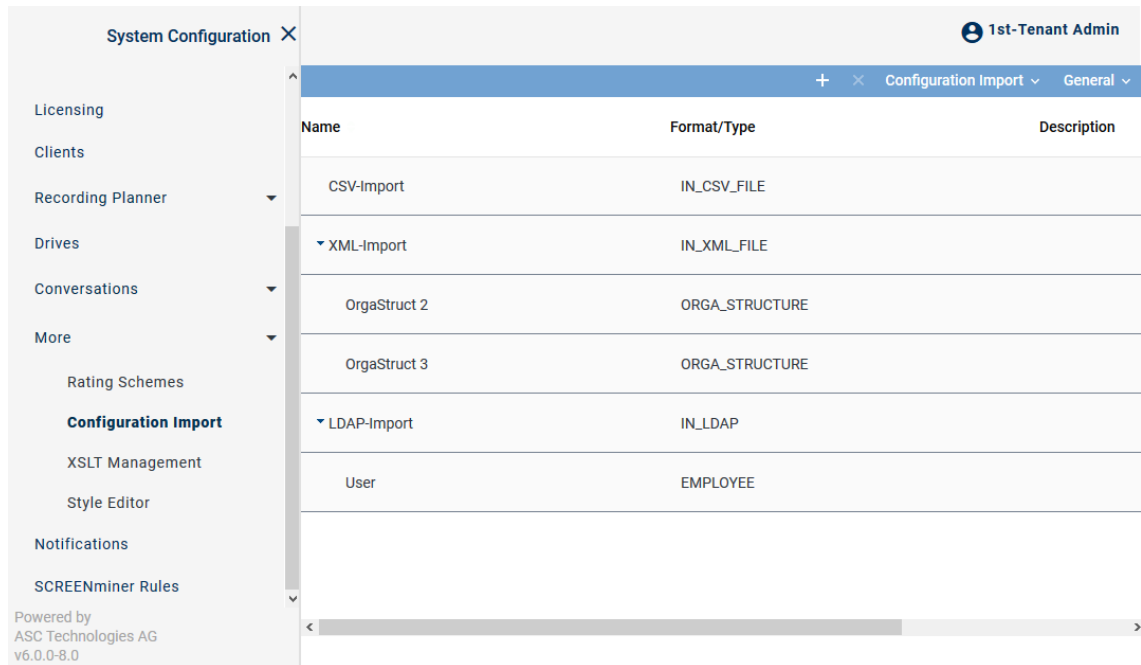 System Configuration
1st-Tenant Admin
Configuration Import
General
Licensing
Clients
Recording Planner
Drives
Conversations
More
Rating Schemes
Configuration Import
XSLT Management
Style Editor
Notifications
SCREENminer Rules
Powered by
ASC Technologies AG
v6.0.0-8.0
Name Format/Type Description
CSV-Import IN_CSV_FILE
XML-Import IN_XML_FILE
OrgaStruct 2 ORGA_STRUCTURE
OrgaStruct 3 ORGA_STRUCTURE
LDAP-Import IN_LDAP
User EMPLOYEE